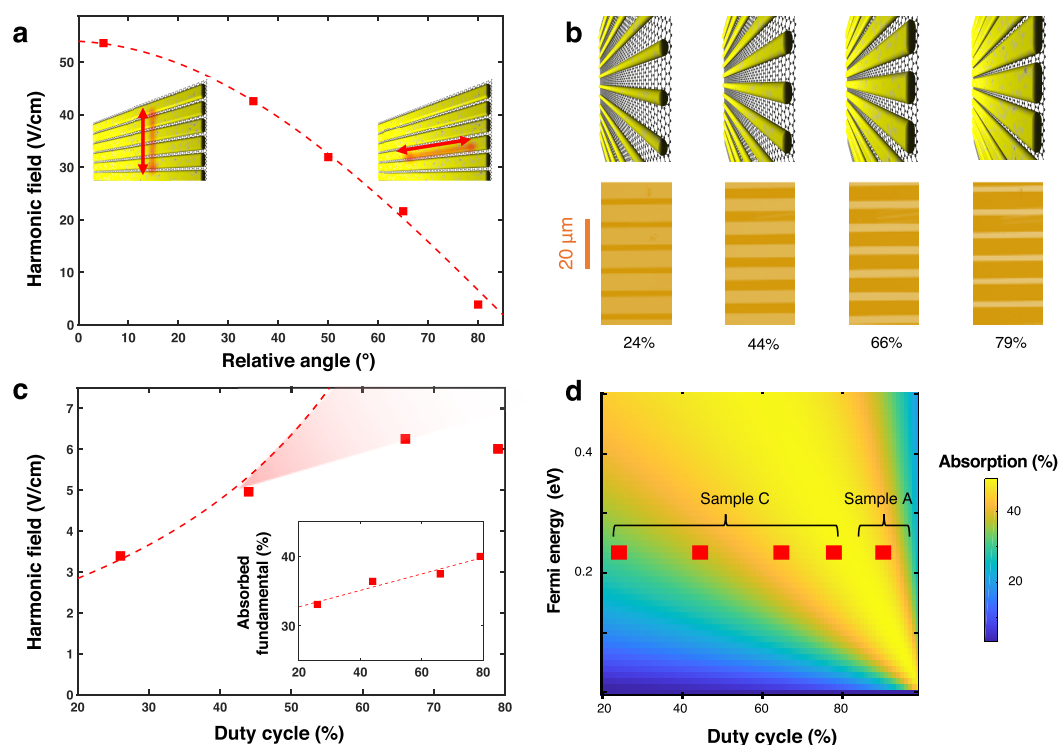 a
Harmonic field (V/cm)
50
40
30
20
10
0
0 10 20 30 40 50 60 70 80
Relative angle (°)
b
20 µm
24% 44% 66% 79%
c
Harmonic field (V/cm)
7
6
5
4
3
2
1
0
20 30 40 50 60 70 80
Duty cycle (%)
Absorbed
fundamental (%)
40
30
20 40 60 80
d
Fermi energy (eV)
0.4
0.2
0
20 40 60 80
Duty cycle (%)
Sample C Sample A
Absorption (%)
40
20